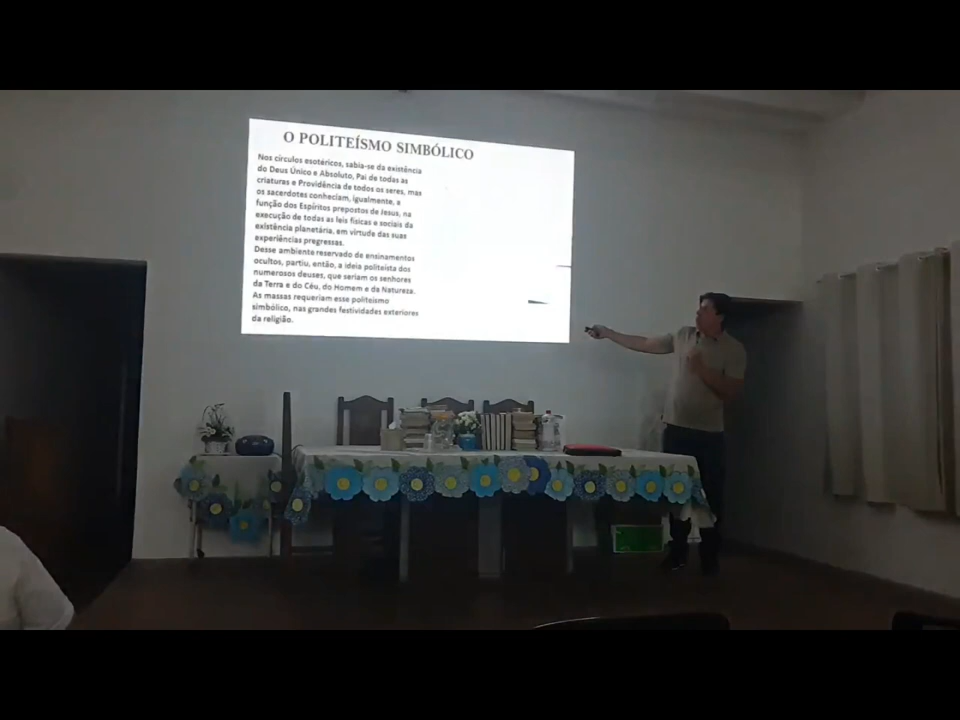 O POLITEÍSMO SIMBÓLICO
Nos círculos esotéricos, sabia-se da existência
do Deus Único e Absoluto, Pai de todas as
criaturas e Providência de todos os seres, mas
os sacerdotes conheciam, igualmente, a
função dos Espíritos prepostos de Jesus, na
execução de todas as leis físicas e sociais da
existência planetária, em virtude das suas
experiências pregressas.
Desse ambiente reservado de ensinamentos
ocultos, partiu, então, a ideia politeísta dos
numerosos deuses, que seriam os senhores
da Terra e do Céu, do Homem e da Natureza.
As massas requeriam esse politeísmo
simbólico, nas grandes festividades exteriores
da religião.